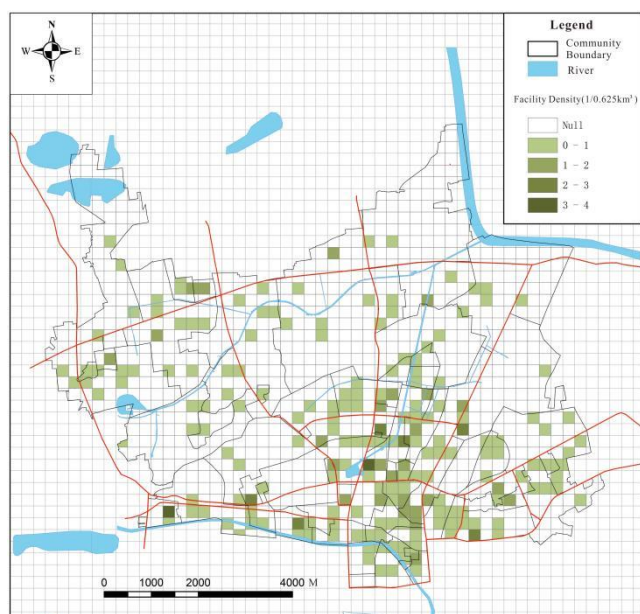 N
W E
S
Legend
Community
Boundary
River
Facility Density(1/0.625km²)
Null
0 - 1
1 - 2
2 - 3
3 - 4
0 1000 2000 4000 M